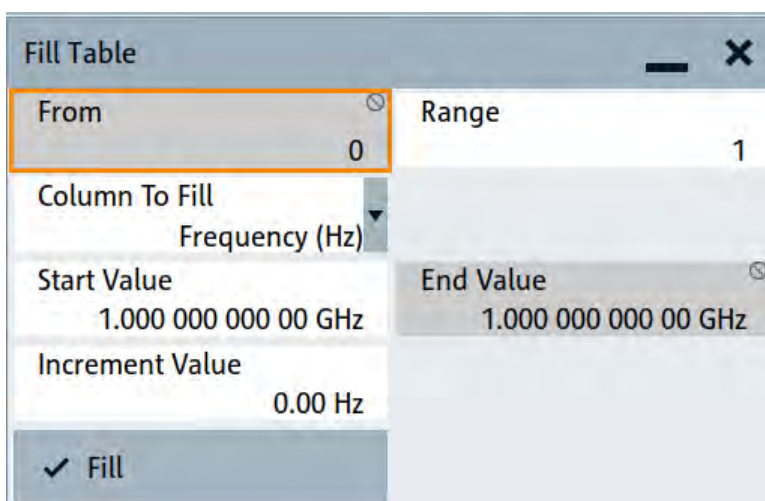 Fill Table
From
0
Range
1
Column To Fill
Frequency (Hz)
Start Value
1.000 000 000 00 GHz
End Value
1.000 000 000 00 GHz
Increment Value
0.00 Hz
Fill